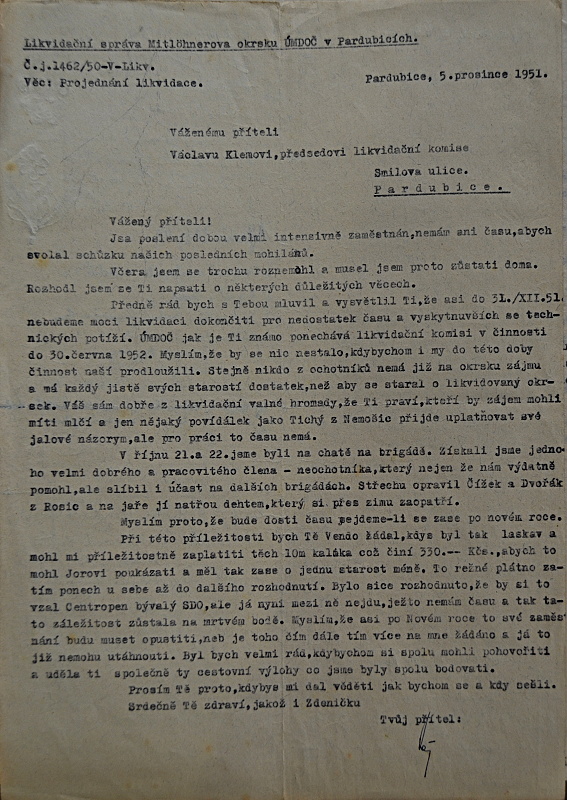 Likvidační správa Mitlöhnerova okrsku ÚMDOČ v Pardubicích.
Č.j.1462/50-V-Likv.
Věc: Projednání likvidace.
Pardubice, 5.prosince 1951.
Váženému příteli
Václavu Klemovi,předsedovi likvidační komise
Smilova ulice.
Pardubice.
Vážený příteli!
Jsa poslení dobou velmi intensivně zaměstnán,nemám ani času,abych
svolal schůzku našich posledních mohilánů.
Včera jsem se trochu roznemohl a musel jsem proto zůstati doma.
Rozhodl jsem ze Ti napsati o některých důležitých věcech.
Předně rád bych s Tebou mluvil a vysvětlil Ti,že asi do 31./XII.51.
nebudeme moci likvidaci dokončiti pro nedostatek času a vyskytnuvších se tech-
nických potíží. ÚMDOČ jak je Ti známo ponechává likvidační komisi v činnosti
do 30.června 1952. Myslím,že by se nic nestalo,kdybychom i my do této doby
činnost naší prodloužili. Stejně nikdo z ochotníků nemá již na okrsku zájmu
a má každý jistě svých starostí dostatek,než aby se staral o likvidovaný okr-
sek. Váš sám dobře z likvidační valné hromady,že Ti praví,kteří by zájem mohli
míti mlčí a jen nějaký povídálek jako Tichý z Nemošic přijde uplatňovat své
jalové názorym,ale pro práci to času nemá.
V říjnu 21.a 22.jsme byli na chatě na brigádě. Získali jsme jedno-
ho velmi dobrého a pracovitého člena - neochotníka,který nejen že nám výdatně
pomohl,ale slíbil i účast na dalších brigádách. Střechu opravil Čížek a Dvořák
z Rosic a na jaře jí natřou dehtem,který si přes zimu zaopatří.
Myslým proto,že bude dosti času sejdeme-li se zase po novém roce.
Při této příležitosti bych Tě Vendo žádal,kdys byl tak laskav a
mohl mi příležitostně zaplatiti těch 10m kaláka což činí 330.-- Kčs.,abych to
mohl Jorovi poukázati a měl tak zase o jednu starost méně. To režné plátno za-
tím ponech u sebe až do dalšího rozhodnutí. Bylo sice rozhodnuto,že by si to
vzal Centropen bývalý SDO,ale já nyní mezi ně nejdu,ježto nemám času a tak ta-
to záležitost zůstala na mrtvém bodě. Myslím,že asi po Novém roce to své zaměst
nání budu muset opustiti,neb je toho čím dále tím více na mne žádáno a já to
již nemohu utáhnouti. Byl bych velmi rád,kdybychom si spolu mohli pohovořiti
a uděla ti společně ty cestovní výlohy co jsme byly spolu bodovati.
Prosím Tě proto,kdybys mi dal věděti jak bychom se a kdy sešli.
Srdečně Tě zdraví,jakož i Zdeničku
Tvůj přítel: